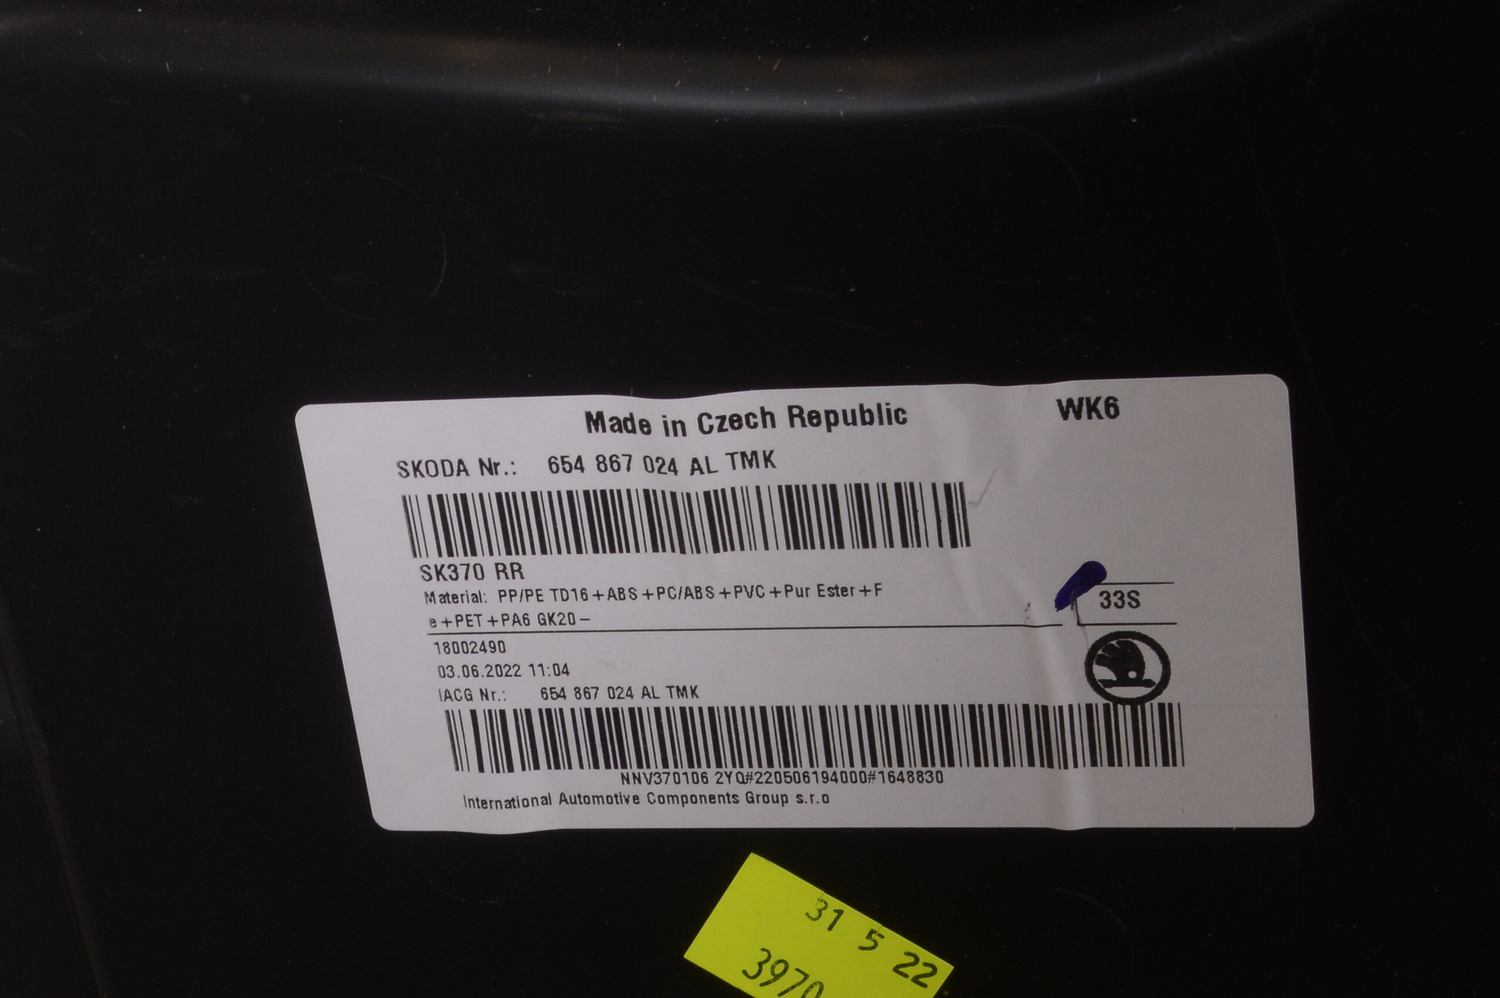 Made in Czech Republic
WK6
SKODA Nr.: 654 867 024 AL TMK
SK370 RR
Material: PP/PE TD16+ABS+PC/ABS+PVC+Pur Ester+F
e+PET+PA6 GK20-
33S
18002490
03.06.2022 11:04
IACG Nr.: 654 867 024 AL TMK
NNV370106 2YQ#220506194000#1648830
International Automotive Components Group s.r.o
31 5 22
3970